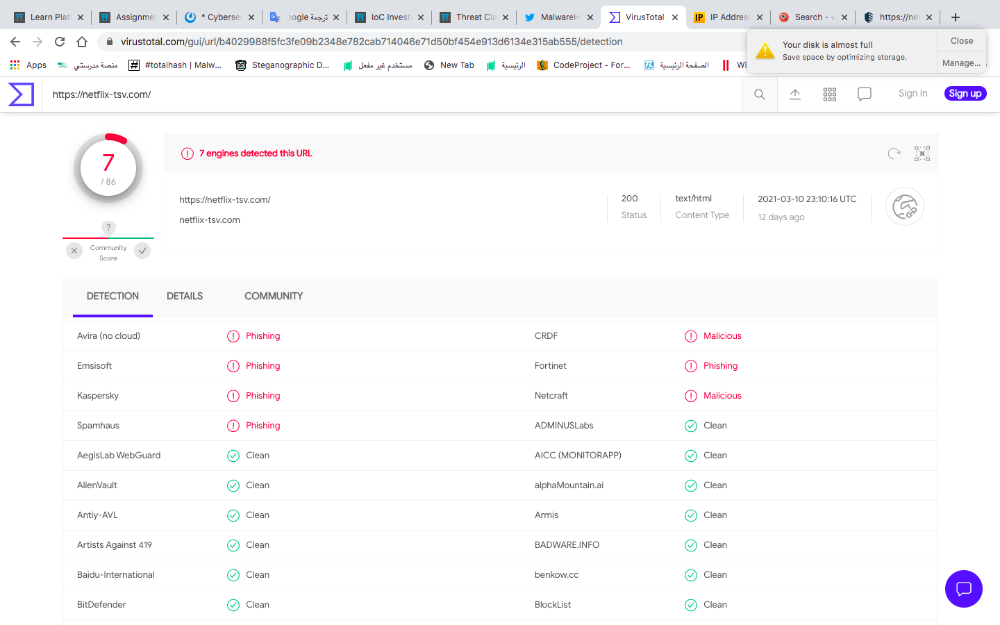 Learn Plat
Assignmer
* Cyberse
ترجمة oogle
IoC Invest
Threat Cla
MalwareH
VirusTotal
IP Address
Search - u
https://net
virustotal.com/gui/url/b4029988f5fc3fe09b2348e782cab714046e71d50bf454e913d6134e315ab555/detection
Your disk is almost full
Save space by optimizing storage.
Close
Manage...
Apps
منصة مدرستي
#totalhash | Malw...
Steganographic D...
مستخدم غير مفعل
New Tab
الرئيسية
CodeProject - For...
الصفحة الرئيسية
Wi
https://netflix-tsv.com/
Sign in
Sign up
7
/ 86
7 engines detected this URL
https://netflix-tsv.com/
netflix-tsv.com
200
Status
text/html
Content Type
2021-03-10 23:10:16 UTC
12 days ago
?
Community
Score
DETECTION
DETAILS
COMMUNITY
Avira (no cloud) Phishing CRDF Malicious
Emsisoft Phishing Fortinet Phishing
Kaspersky Phishing Netcraft Malicious
Spamhaus Phishing ADMINUSLabs Clean
AegisLab WebGuard Clean AICC (MONITORAPP) Clean
AlienVault Clean alphaMountain.ai Clean
Antiy-AVL Clean Armis Clean
Artists Against 419 Clean BADWARE.INFO Clean
Baidu-International Clean benkow.cc Clean
BitDefender Clean BlockList Clean